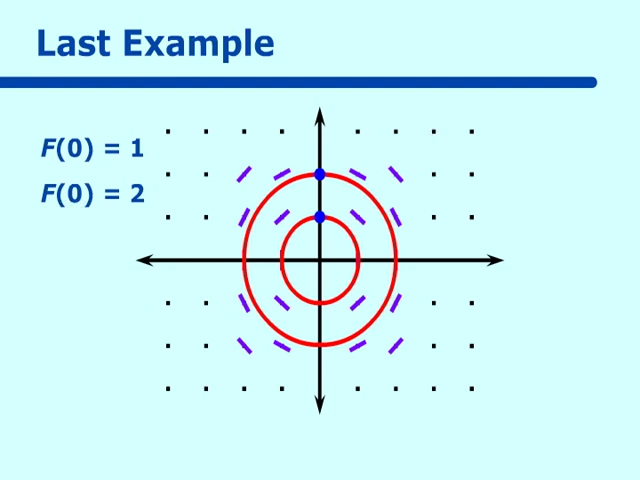 Last Example
F(0) = 1
F(0) = 2